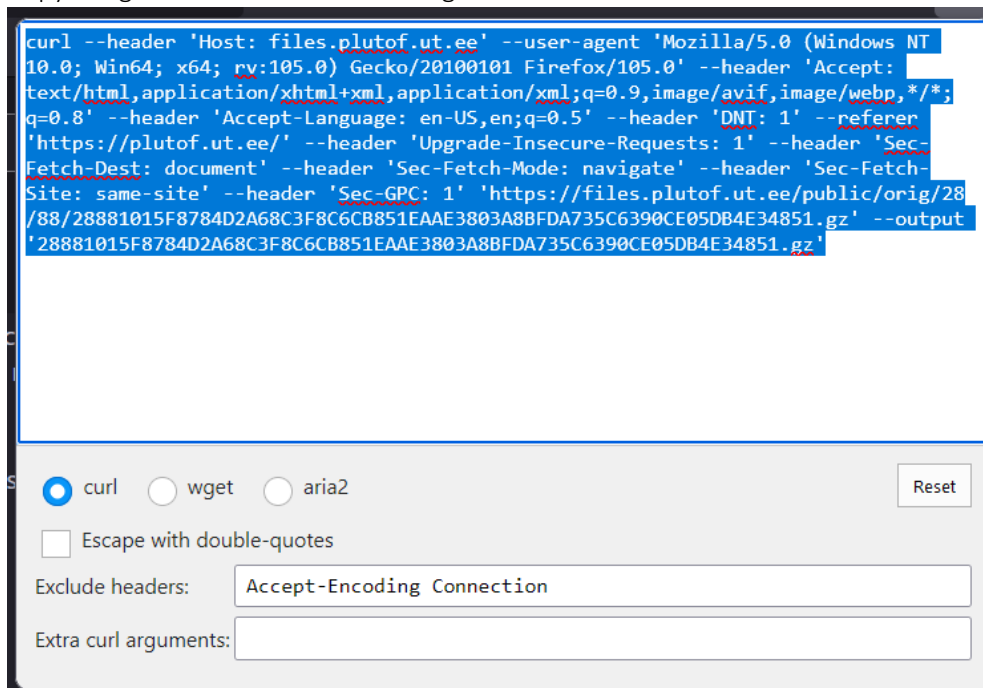 curl --header 'Host: files.plutof.ut.ee' --user-agent 'Mozilla/5.0 (Windows NT
10.0; Win64; x64; rv:105.0) Gecko/20100101 Firefox/105.0' --header 'Accept:
text/html,application/xhtml+xml,application/xml;q=0.9,image/avif,image/webp,*/*;
q=0.8' --header 'Accept-Language: en-US,en;q=0.5' --header 'DNT: 1' --referer
'https://plutof.ut.ee/' --header 'Upgrade-Insecure-Requests: 1' --header 'Sec-
Fetch-Dest: document' --header 'Sec-Fetch-Mode: navigate' --header 'Sec-Fetch-
Site: same-site' --header 'Sec-GPC: 1' 'https://files.plutof.ut.ee/public/orig/28
/88/28881015F8784D2A68C3F8C6CB851EAAE3803A8BFDA735C6390CE05DB4E34851.gz' --output
'28881015F8784D2A68C3F8C6CB851EAAE3803A8BFDA735C6390CE05DB4E34851.gz'
curl wget aria2 Reset
Escape with double-quotes
Exclude headers: Accept-Encoding Connection
Extra curl arguments: